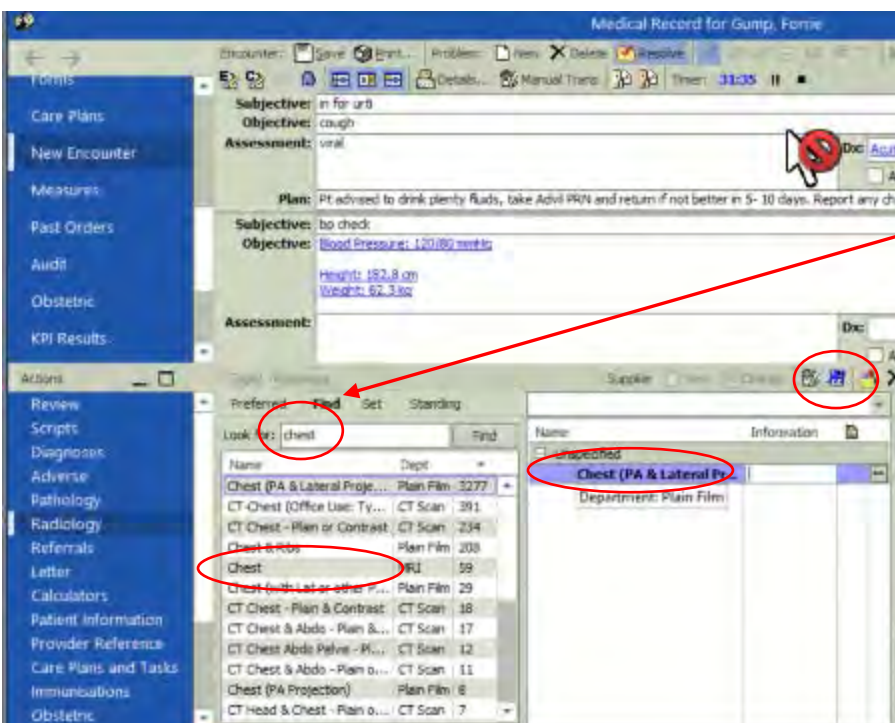 Medical Record for Gump, Forrie
Encounter: Save Print... Problem: New Delete Resolve
Details... Manual Trans Timer: 31:35
Forms
Care Plans
New Encounter
Measures
Past Orders
Audit
Obstetric
KPI Results
Subjective: in for urti
Objective: cough
Assessment: viral
Dx: Acut
Plan: Pt advised to drink plenty fluids, take Advil PRN and return if not better in 5- 10 days. Report any ch
Subjective: bp check
Objective: Blood Pressure: 120/80 mmHg
Height: 182.8 cm
Weight: 62.3 kg
Assessment:
Dx:
Actions
Review
Scripts
Diagnoses
Adverse
Pathology
Radiology
Referrals
Letter
Calculators
Patient Information
Provider Reference
Care Plans and Tasks
Immunisations
Obstetric
Supplier
Preferred Find Set Standing
Look for: chest Find
Name Dept
Chest (PA & Lateral Proje... Plain Film 3277
CT-Chest (Office Use: Ty... CT Scan 391
CT Chest - Plain or Contrast CT Scan 234
Chest & Ribs Plain Film 208
Chest MRI 59
Chest (with Lat or other P... Plain Film 29
CT Chest - Plain & Contrast CT Scan 18
CT Chest & Abdo - Plain &... CT Scan 17
CT Chest Abdo Pelve - Pl... CT Scan 12
CT Chest & Abdo - Plain o... CT Scan 11
Chest (PA Projection) Plain Film 8
CT Head & Chest - Plain o... CT Scan 7
Name Information
Unspecified
Chest (PA & Lateral Pr...
Department: Plain Film